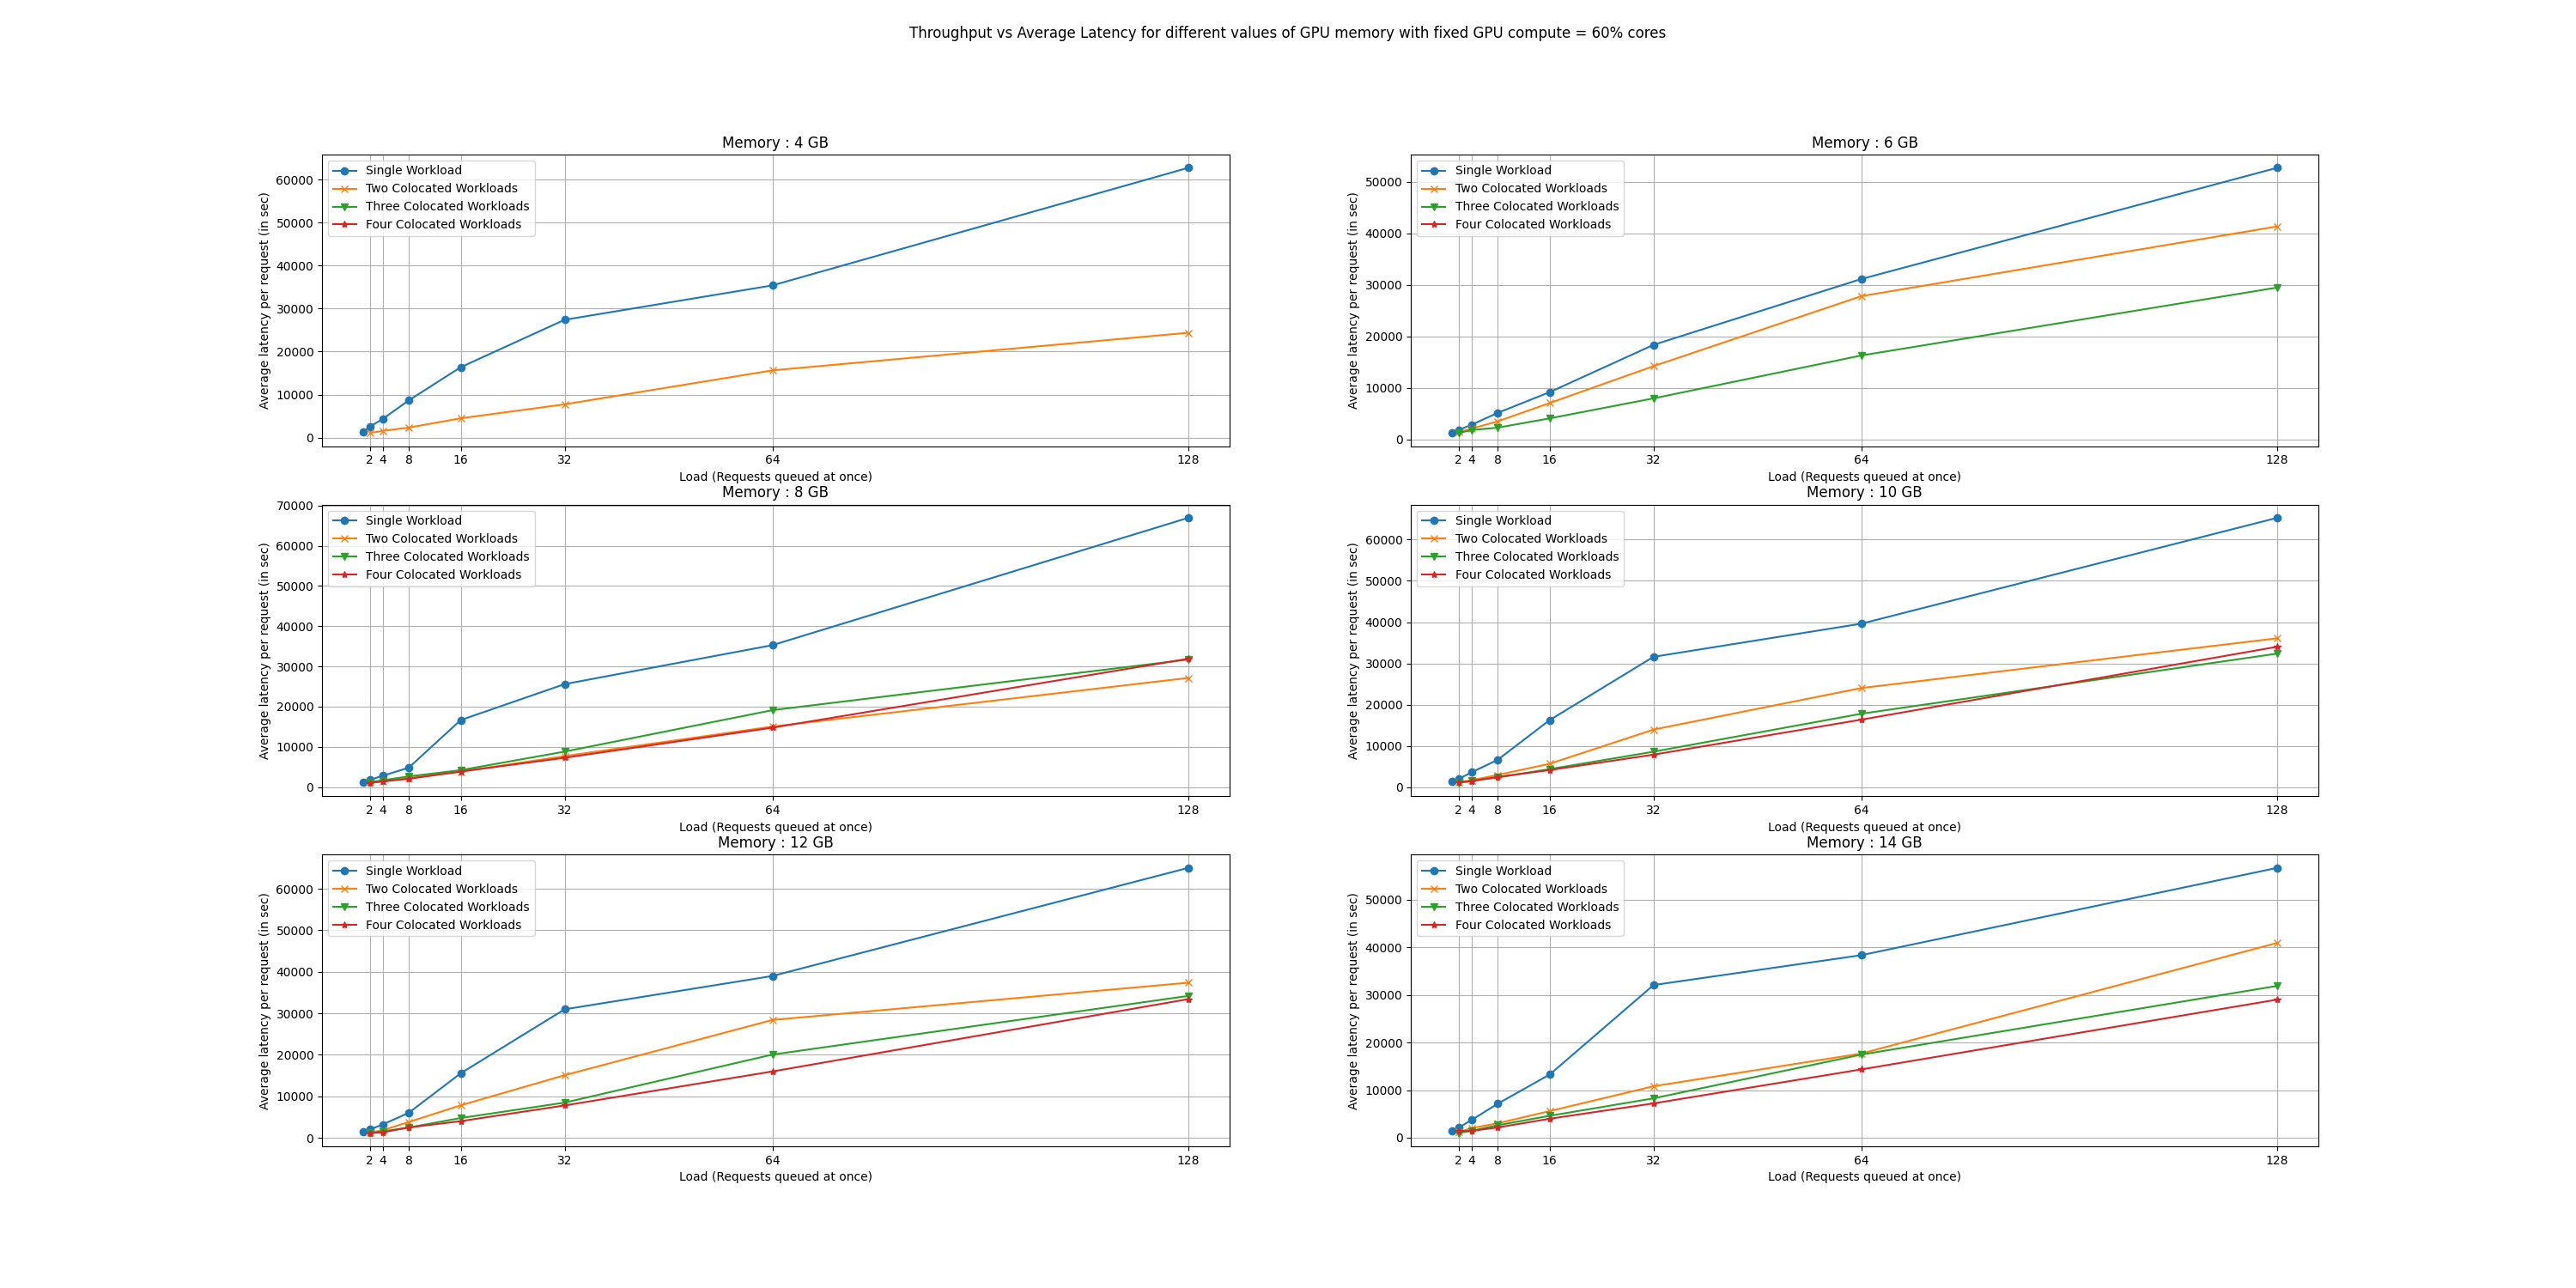 Throughput vs Average Latency for different values of GPU memory with fixed GPU compute = 60% cores
Memory : 4 GB
Single Workload
Two Colocated Workloads
Three Colocated Workloads
Four Colocated Workloads
Average latency per request (in sec)
60000
50000
40000
30000
20000
10000
0
2 4 8 16 32 64 128
Load (Requests queued at once)
Memory : 6 GB
Single Workload
Two Colocated Workloads
Three Colocated Workloads
Four Colocated Workloads
Average latency per request (in sec)
50000
40000
30000
20000
10000
0
2 4 8 16 32 64 128
Load (Requests queued at once)
Memory : 8 GB
Single Workload
Two Colocated Workloads
Three Colocated Workloads
Four Colocated Workloads
Average latency per request (in sec)
70000
60000
50000
40000
30000
20000
10000
0
2 4 8 16 32 64 128
Load (Requests queued at once)
Memory : 10 GB
Single Workload
Two Colocated Workloads
Three Colocated Workloads
Four Colocated Workloads
Average latency per request (in sec)
60000
50000
40000
30000
20000
10000
0
2 4 8 16 32 64 128
Load (Requests queued at once)
Memory : 12 GB
Single Workload
Two Colocated Workloads
Three Colocated Workloads
Four Colocated Workloads
Average latency per request (in sec)
60000
50000
40000
30000
20000
10000
0
2 4 8 16 32 64 128
Load (Requests queued at once)
Memory : 14 GB
Single Workload
Two Colocated Workloads
Three Colocated Workloads
Four Colocated Workloads
Average latency per request (in sec)
50000
40000
30000
20000
10000
0
2 4 8 16 32 64 128
Load (Requests queued at once)